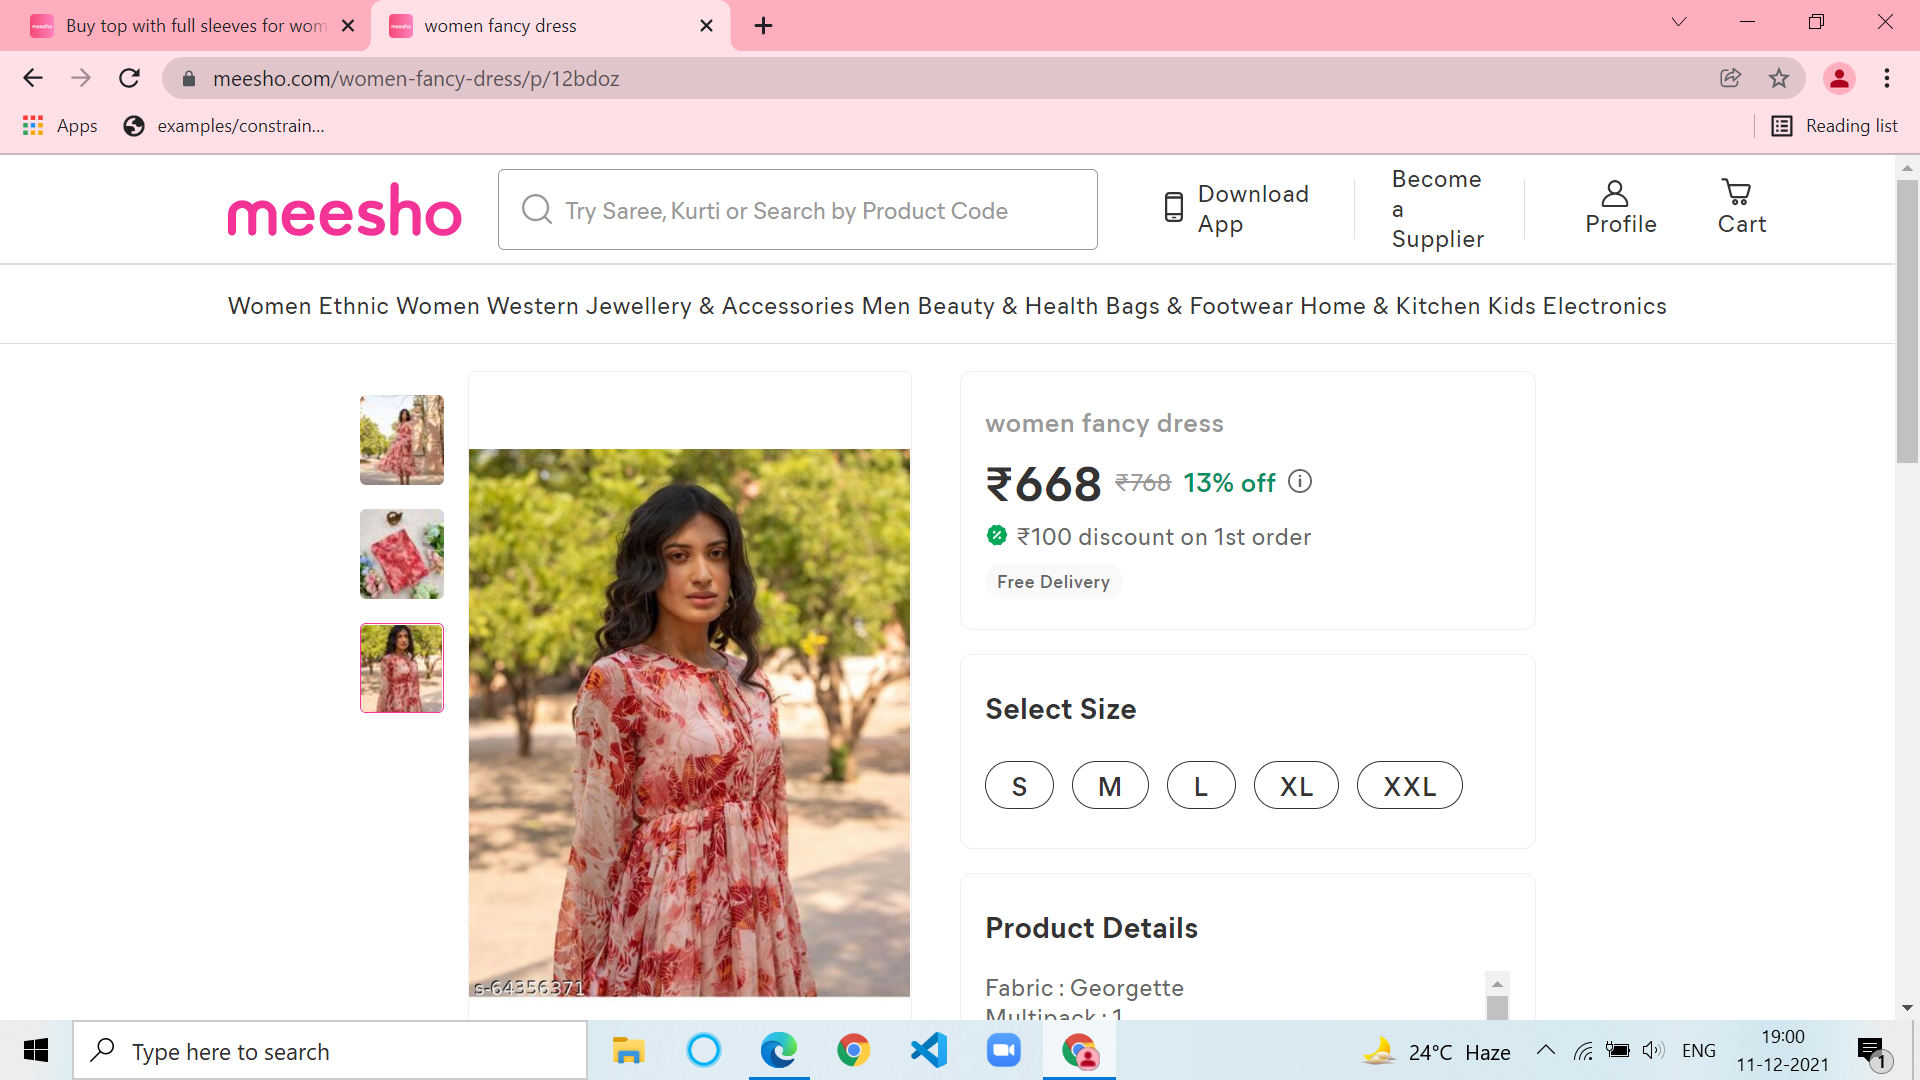 Buy top with full sleeves for wom
women fancy dress
meesho.com/women-fancy-dress/p/12bdoz
Apps
examples/constrain...
Reading list
meesho
Try Saree, Kurti or Search by Product Code
Download
App
Become
a
Supplier
Profile
Cart
Women Ethnic Women Western Jewellery & Accessories Men Beauty & Health Bags & Footwear Home & Kitchen Kids Electronics
women fancy dress
₹668 ₹768 13% off
₹100 discount on 1st order
Free Delivery
Select Size
S M L XL XXL
Product Details
Fabric : Georgette
Multipack : 1
s-64356371
Type here to search
24°C Haze
ENG
19:00
11-12-2021
1